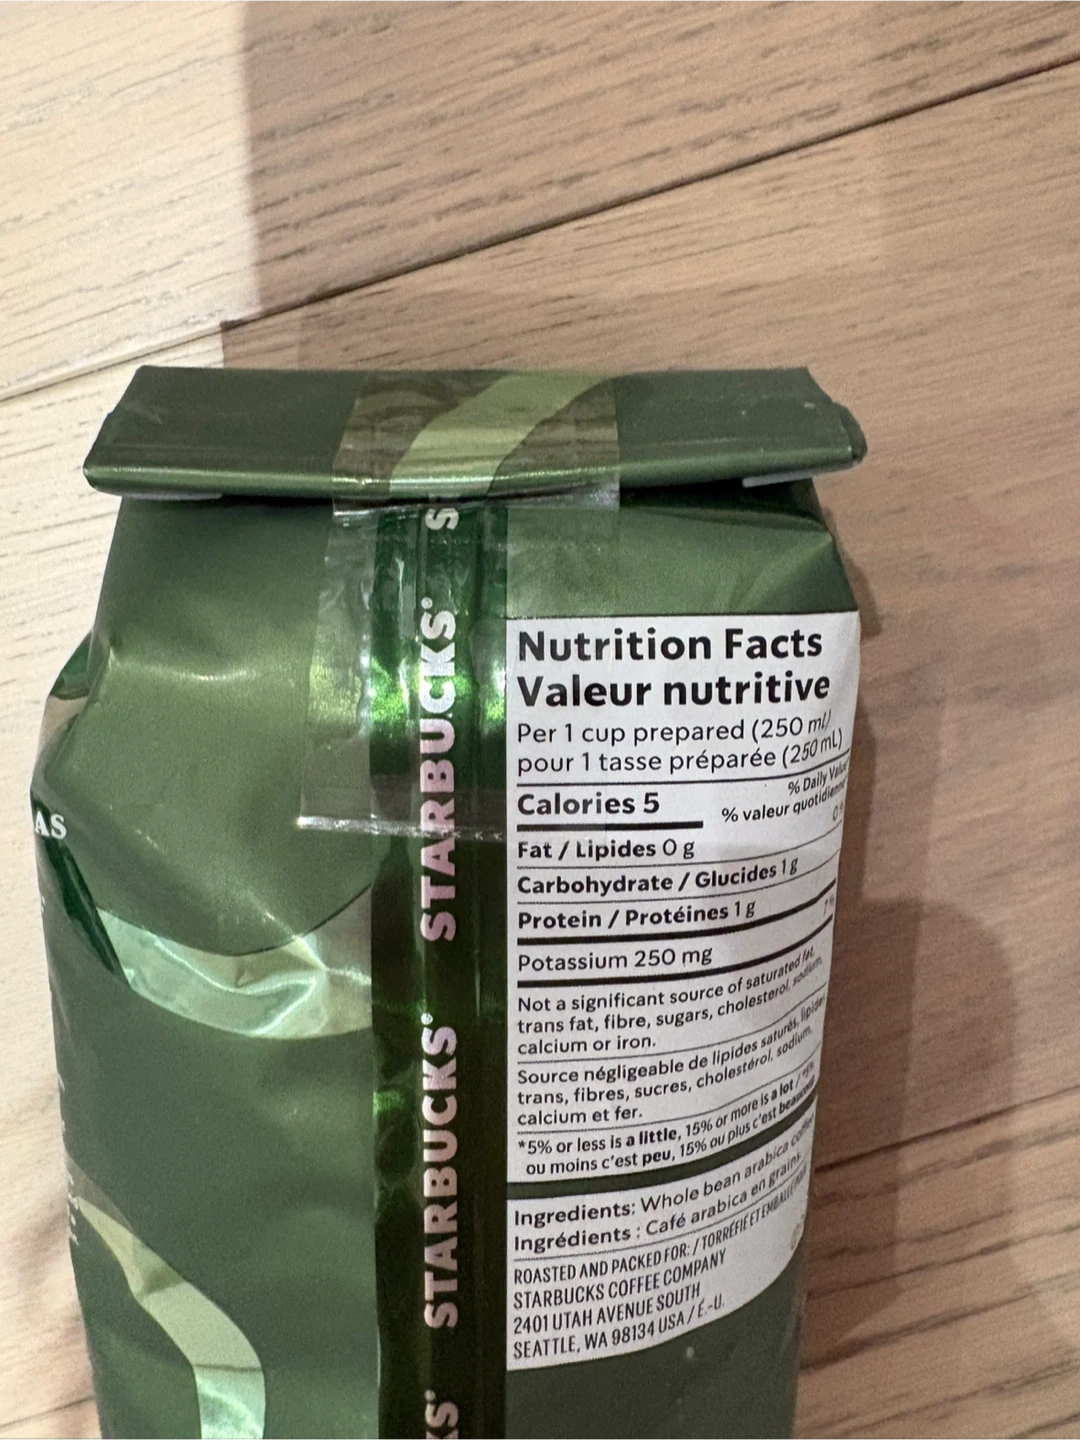 AS
STARBUCKS®
STARBUCKS®
Nutrition Facts
Valeur nutritive
Per 1 cup prepared (250 mL)
pour 1 tasse préparée (250 mL)
Calories 5
% Daily Value
% valeur quotidienne
Fat / Lipides 0 g
0 %
Carbohydrate / Glucides 1 g
Protein / Protéines 1 g
Potassium 250 mg
Not a significant source of saturated fat,
trans fat, fibre, sugars, cholesterol, sodium,
calcium or iron.
Source négligeable de lipides saturés, lipides
trans, fibres, sucres, cholestérol, sodium,
calcium et fer.
*5% or less is a little, 15% or more is a lot / *5%
ou moins c'est peu, 15% ou plus c'est beaucoup
Ingredients: Whole bean arabica coffee
Ingrédients : Café arabica en grains
ROASTED AND PACKED FOR: / TORRÉFIÉ ET EMBALLÉ POUR
STARBUCKS COFFEE COMPANY
2401 UTAH AVENUE SOUTH
SEATTLE, WA 98134 USA / É.-U.